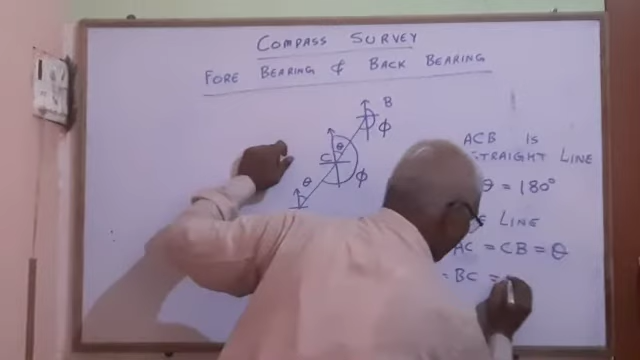 COMPASS SURVEY
FORE BEARING & BACK BEARING
B
ϕ
θ
C
θ
ϕ
ACB IS
STRAIGHT LINE
θ = 180°
LINE
AC = CB = θ
BC =